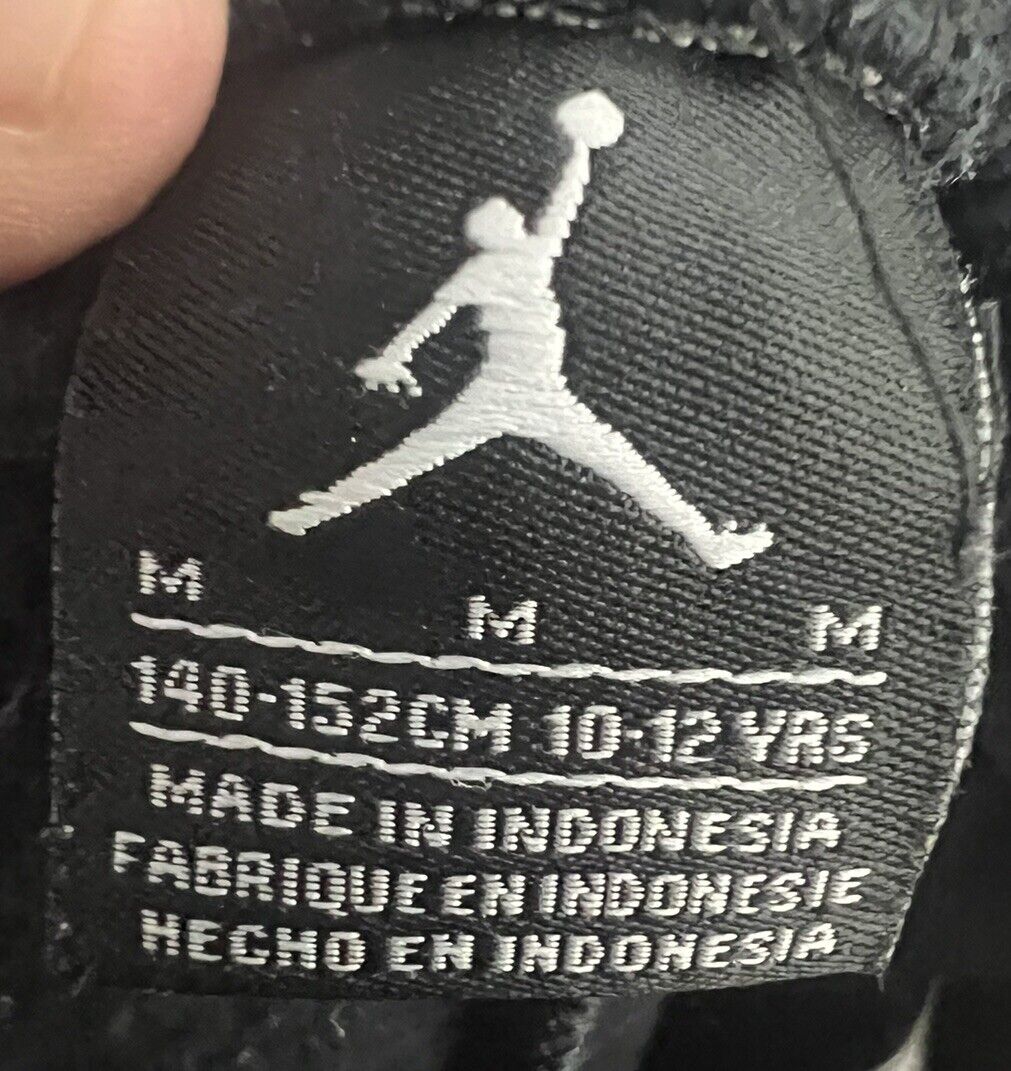 M M M
140-152CM 10-12 YRS
MADE IN INDONESIA
FABRIQUE EN INDONESIE
HECHO EN INDONESIA